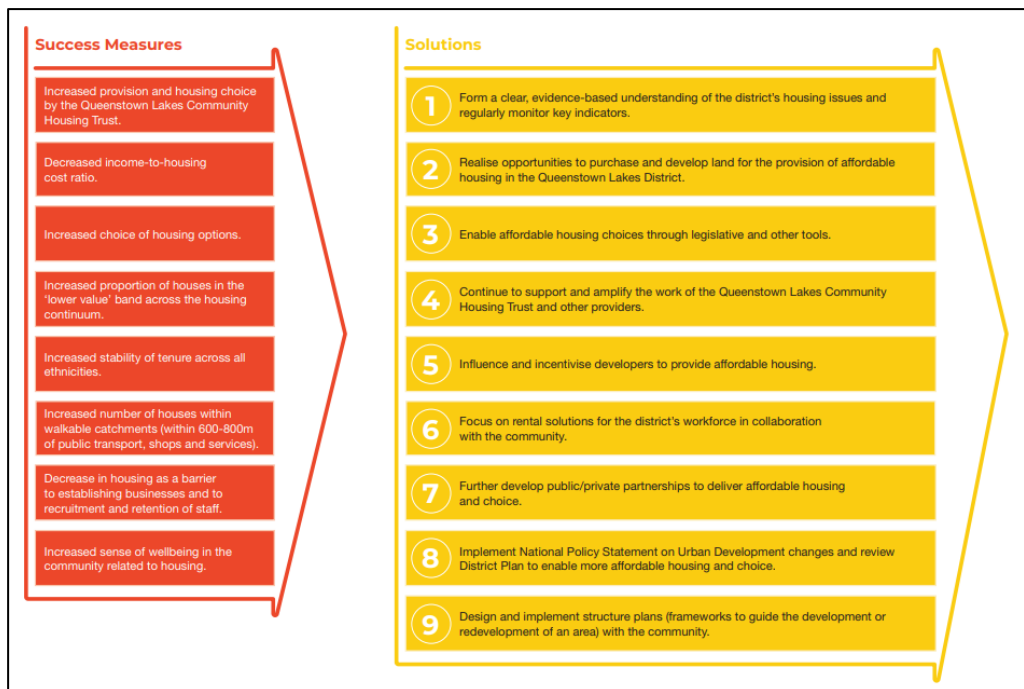 Success Measures
Increased provision and housing choice
by the Queenstown Lakes Community
Housing Trust.
Decreased income-to-housing
cost ratio.
Increased choice of housing options.
Increased proportion of houses in the
‘lower value’ band across the housing
continuum.
Increased stability of tenure across all
ethnicities.
Increased number of houses within
walkable catchments (within 600-800m
of public transport, shops and services).
Decrease in housing as a barrier
to establishing businesses and to
recruitment and retention of staff.
Increased sense of wellbeing in the
community related to housing.
Solutions
1
Form a clear, evidence-based understanding of the district’s housing issues and
regularly monitor key indicators.
2
Realise opportunities to purchase and develop land for the provision of affordable
housing in the Queenstown Lakes District.
3
Enable affordable housing choices through legislative and other tools.
4
Continue to support and amplify the work of the Queenstown Lakes Community
Housing Trust and other providers.
5
Influence and incentivise developers to provide affordable housing.
6
Focus on rental solutions for the district’s workforce in collaboration
with the community.
7
Further develop public/private partnerships to deliver affordable housing
and choice.
8
Implement National Policy Statement on Urban Development changes and review
District Plan to enable more affordable housing and choice.
9
Design and implement structure plans (frameworks to guide the development or
redevelopment of an area) with the community.